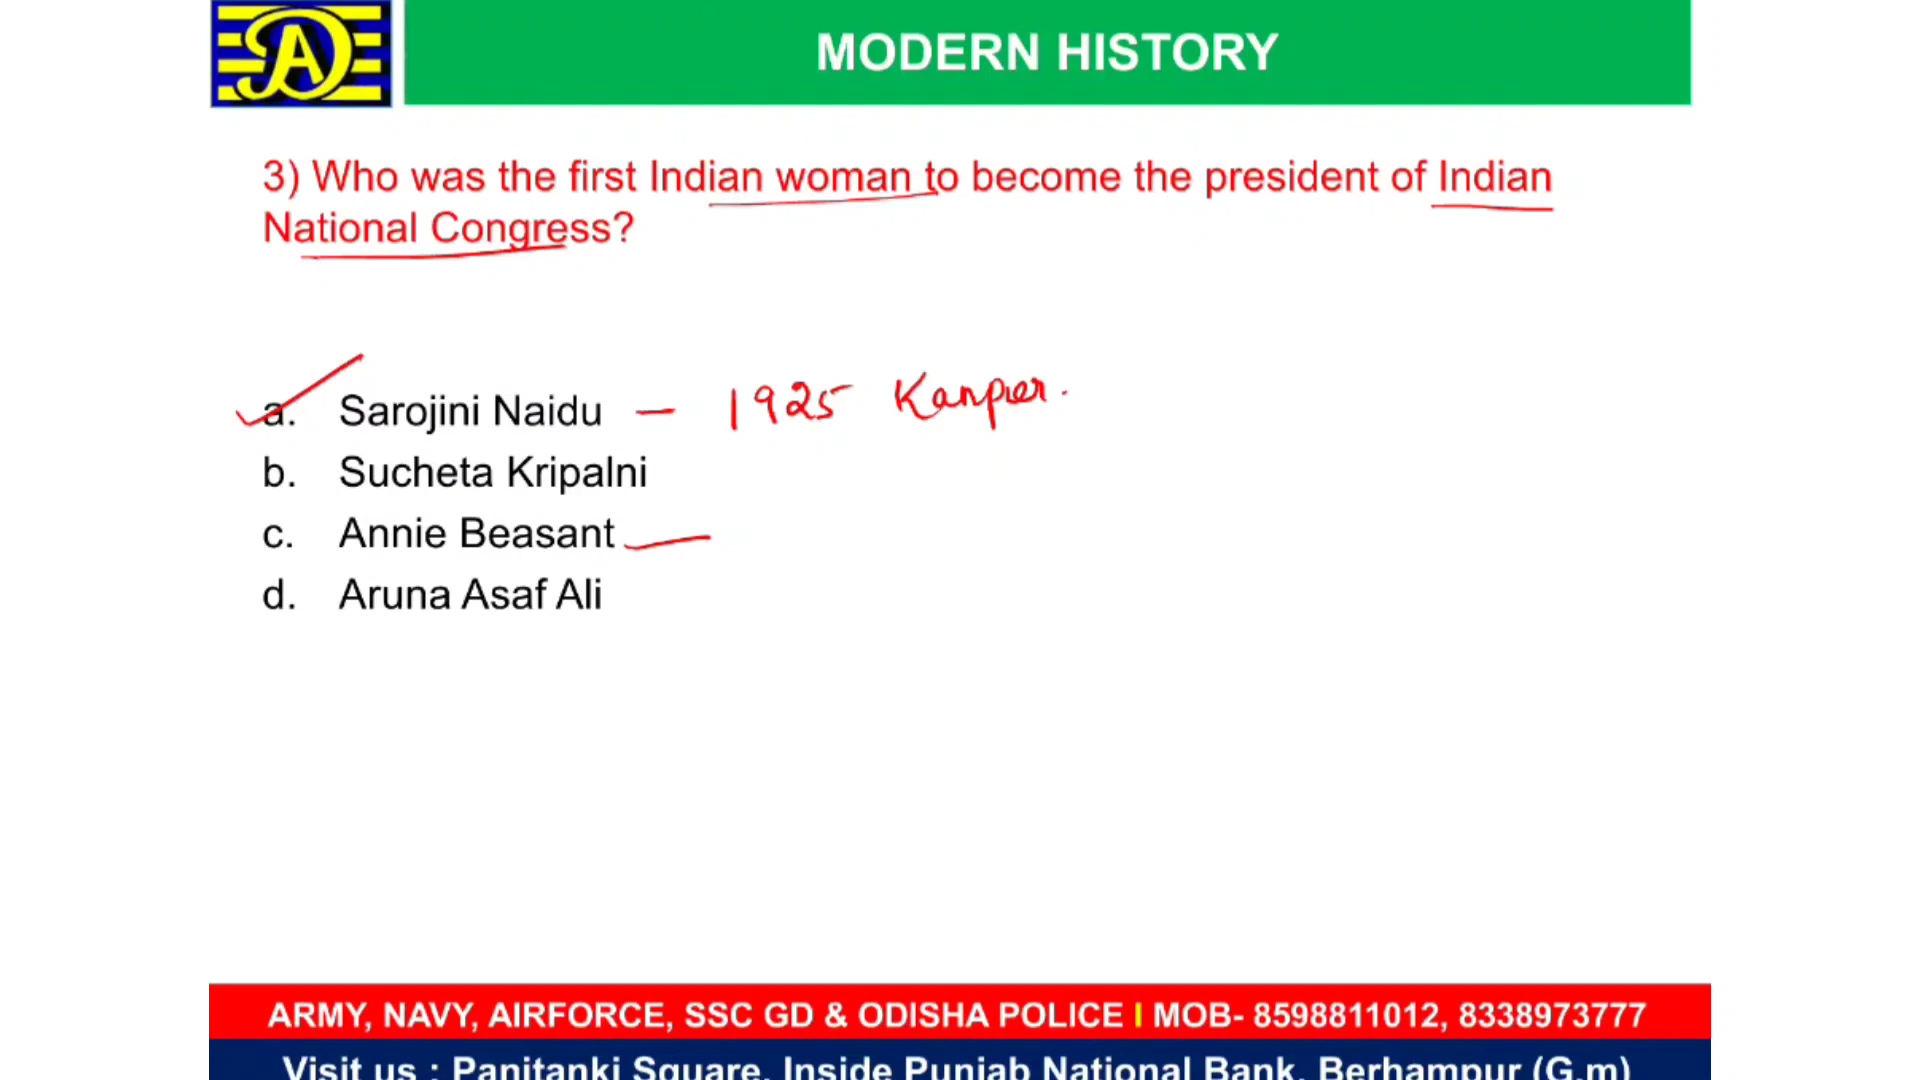 DA
MODERN HISTORY
3) Who was the first Indian woman to become the president of Indian
National Congress?
a. Sarojini Naidu — 1925 Kanpur.
b. Sucheta Kripalni
c. Annie Beasant —
d. Aruna Asaf Ali
ARMY, NAVY, AIRFORCE, SSC GD & ODISHA POLICE I MOB- 8598811012, 8338973777
Visit us : Panitanki Square, Inside Punjab National Bank, Berhampur (G.m)